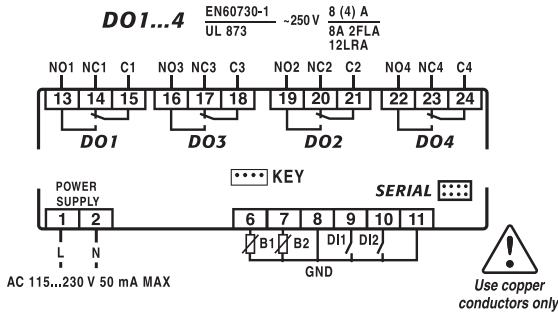 DO1...4 EN60730-1 ~250 V 8 (4) A
UL 873 8A 2FLA
12LRA
NO1 NC1 C1 NO3 NC3 C3 NO2 NC2 C2 NO4 NC4 C4
13 14 15 16 17 18 19 20 21 22 23 24
DO1 DO3 DO2 DO4
KEY
POWER
SUPPLY
SERIAL
1 2 6 7 8 9 10 11
L N B1 B2 DI1 DI2
GND
AC 115...230 V 50 mA MAX
!
Use copper
conductors only